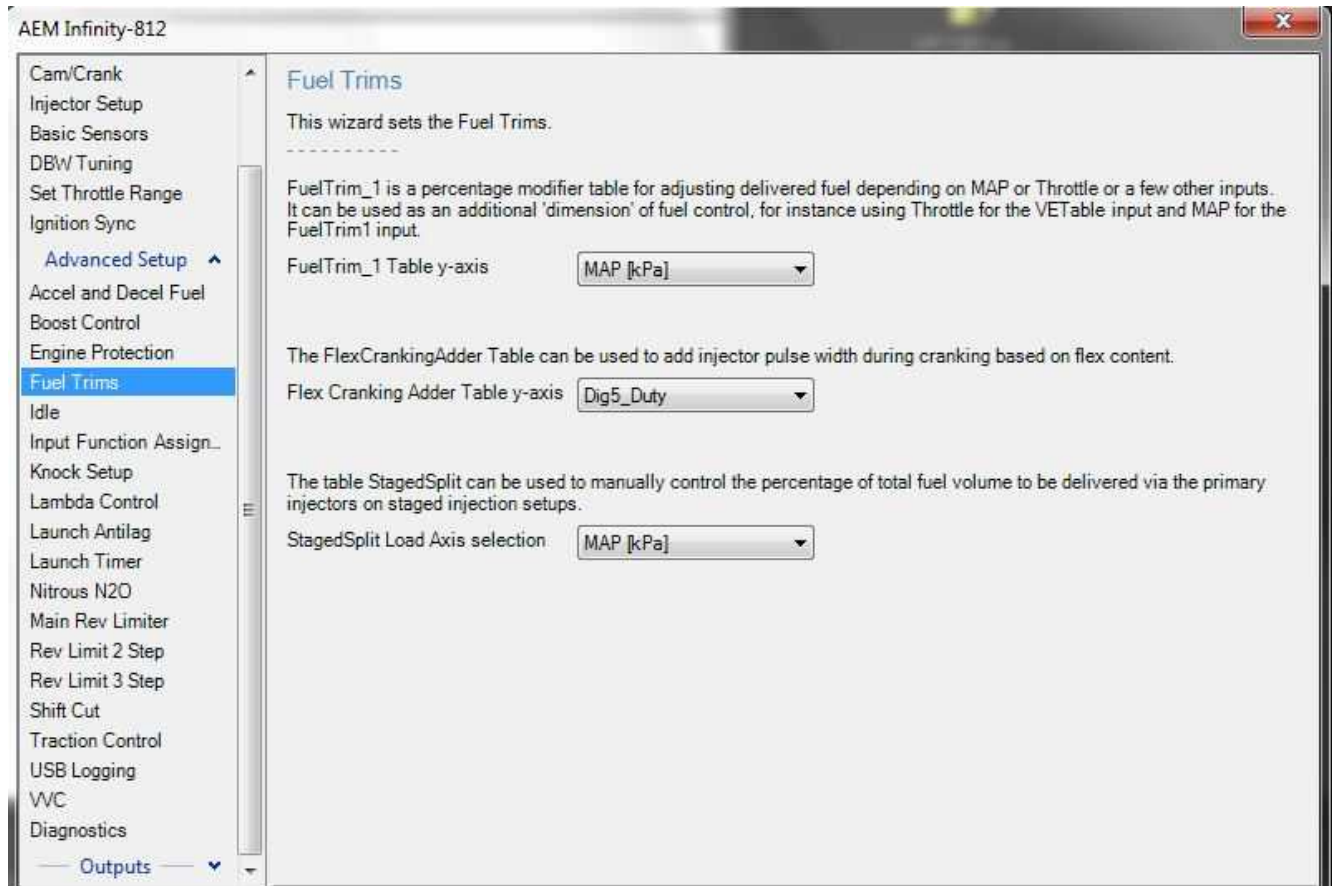 AEM Infinity-812
Cam/Crank
Injector Setup
Basic Sensors
DBW Tuning
Set Throttle Range
Ignition Sync
Advanced Setup
Accel and Decel Fuel
Boost Control
Engine Protection
Fuel Trims
Idle
Input Function Assign...
Knock Setup
Lambda Control
Launch Antilag
Launch Timer
Nitrous N2O
Main Rev Limiter
Rev Limit 2 Step
Rev Limit 3 Step
Shift Cut
Traction Control
USB Logging
VVC
Diagnostics
Outputs
Fuel Trims
This wizard sets the Fuel Trims.
- - - - - - - - - -
FuelTrim_1 is a percentage modifier table for adjusting delivered fuel depending on MAP or Throttle or a few other inputs.
It can be used as an additional 'dimension' of fuel control, for instance using Throttle for the VETable input and MAP for the
FuelTrim1 input.
FuelTrim_1 Table y-axis MAP [kPa]
The FlexCrankingAdder Table can be used to add injector pulse width during cranking based on flex content.
Flex Cranking Adder Table y-axis Dig5_Duty
The table StagedSplit can be used to manually control the percentage of total fuel volume to be delivered via the primary
injectors on staged injection setups.
StagedSplit Load Axis selection MAP [kPa]